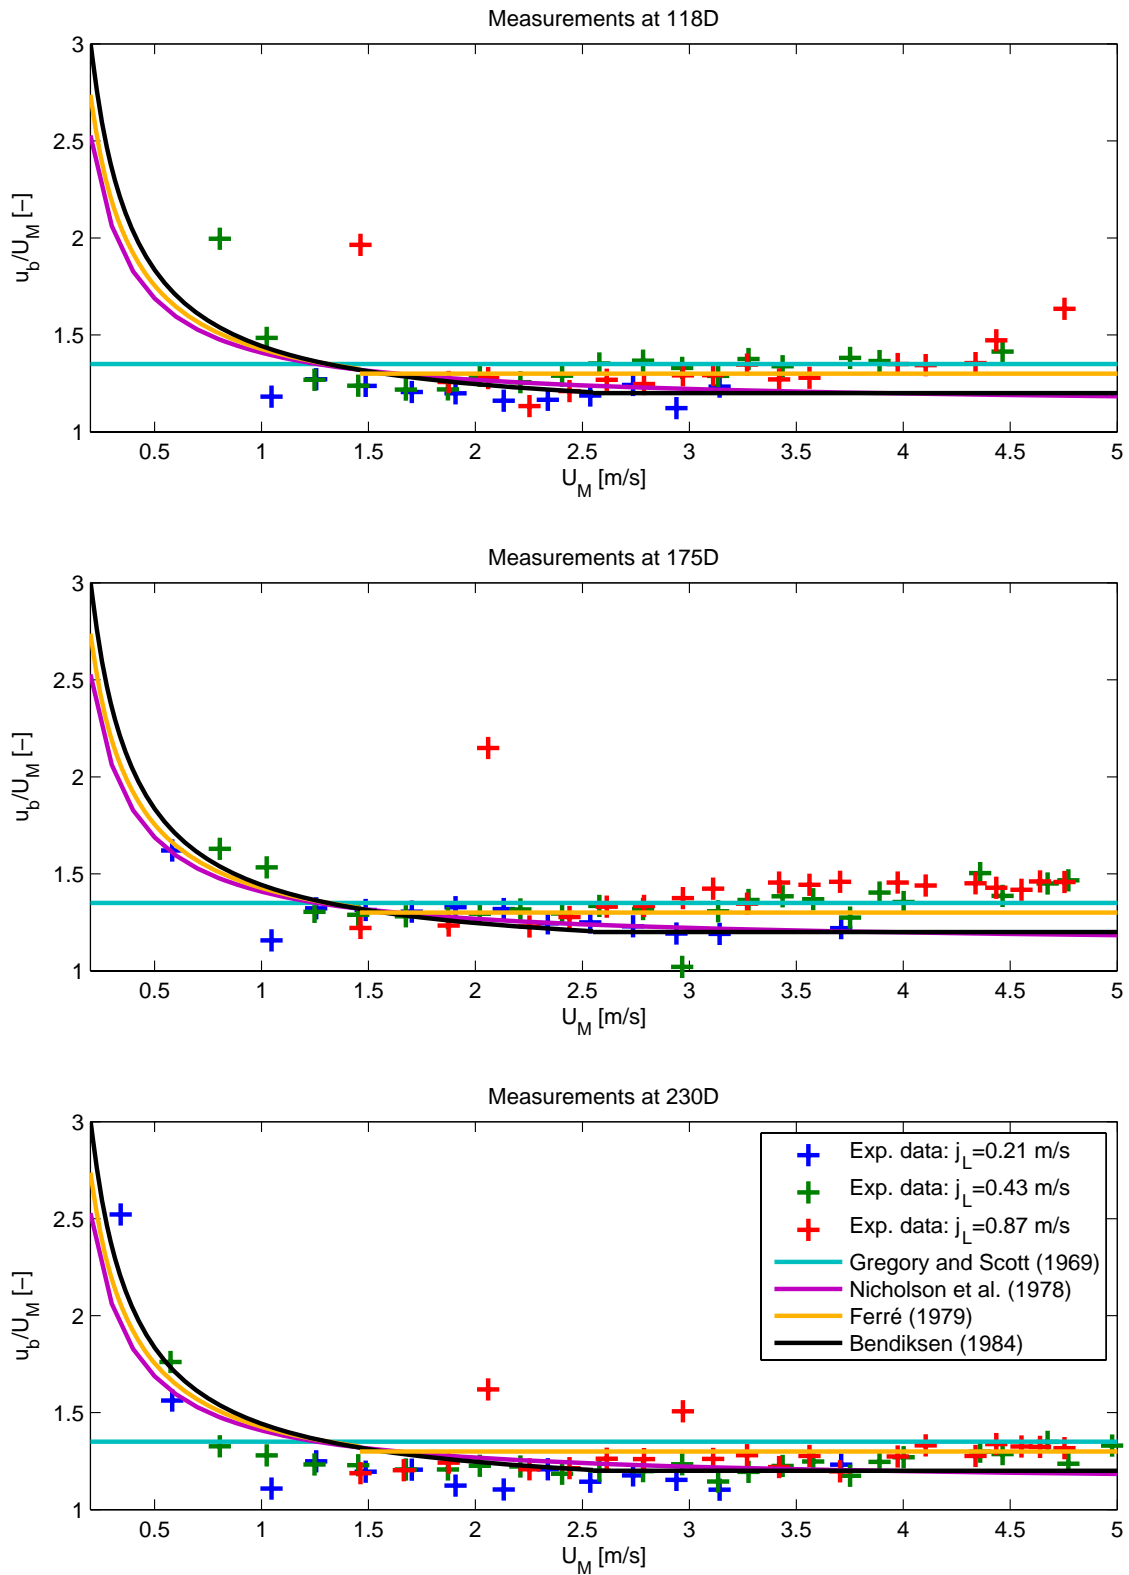 Measurements at 118D
3
2.5
2
1.5
1
u_b/U_M [–]
0.5 1 1.5 2 2.5 3 3.5 4 4.5 5
U_M [m/s]
Measurements at 175D
3
2.5
2
1.5
1
u_b/U_M [–]
0.5 1 1.5 2 2.5 3 3.5 4 4.5 5
U_M [m/s]
Measurements at 230D
3
2.5
2
1.5
1
u_b/U_M [–]
Exp. data: j_L=0.21 m/s
Exp. data: j_L=0.43 m/s
Exp. data: j_L=0.87 m/s
Gregory and Scott (1969)
Nicholson et al. (1978)
Ferré (1979)
Bendiksen (1984)
0.5 1 1.5 2 2.5 3 3.5 4 4.5 5
U_M [m/s]